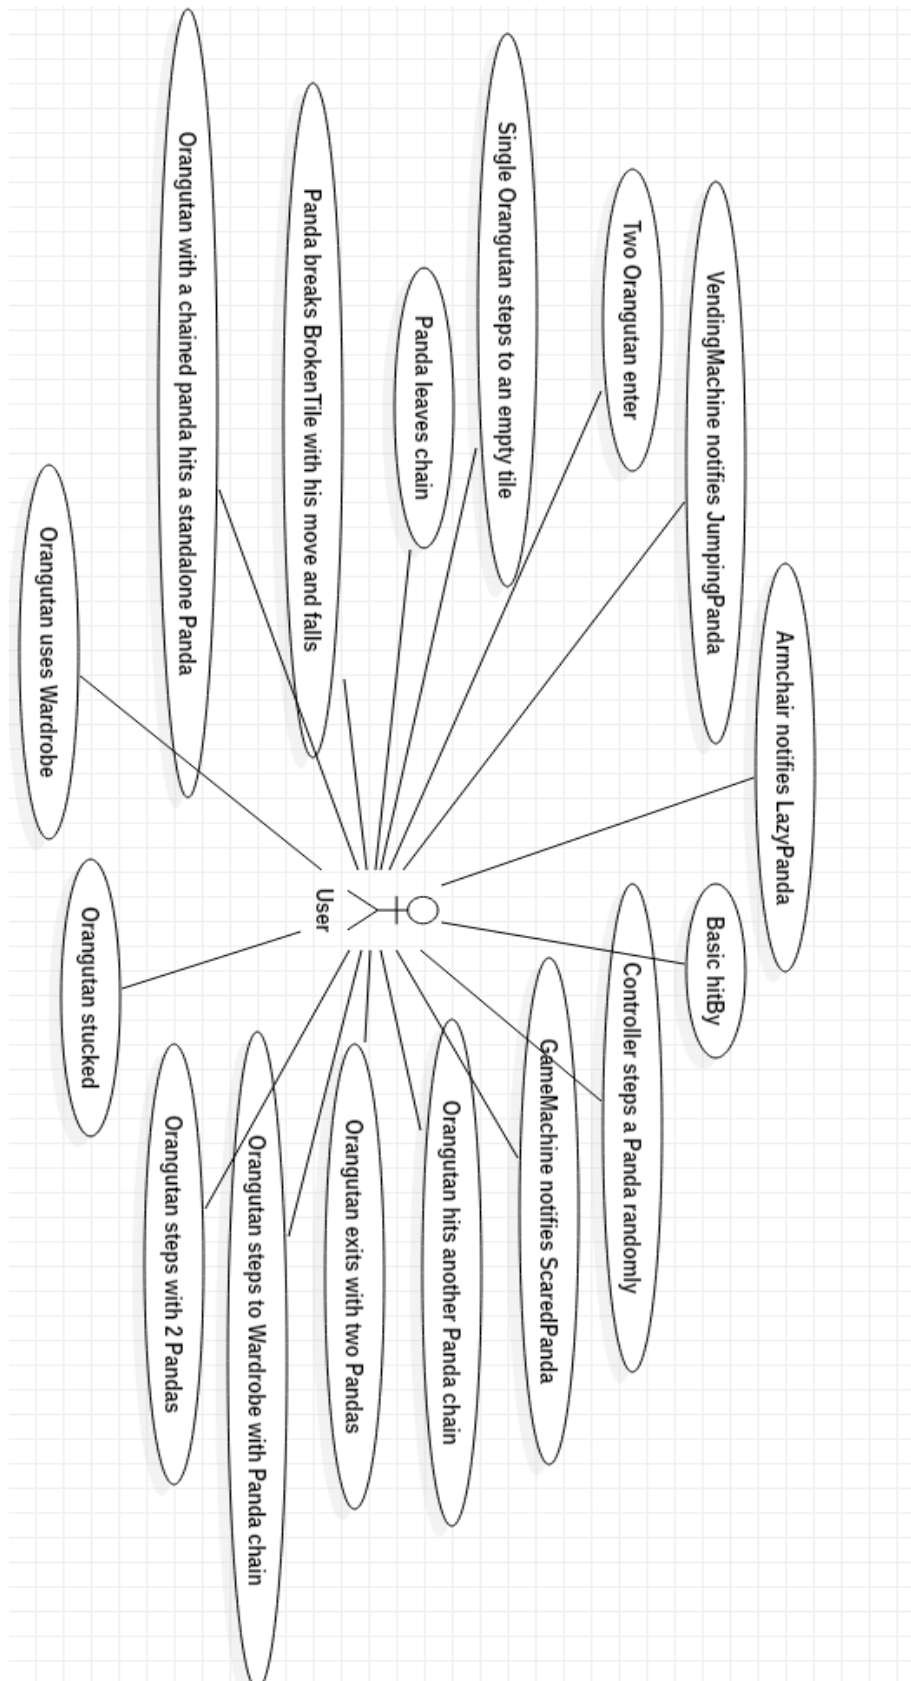 Armchair notifies LazyPanda
VendingMachine notifies JumpingPanda
Basic hitBy
Two Orangutan enter
Controller steps a Panda randomly
Single Orangutan steps to an empty tile
GameMachine notifies ScaredPanda
Panda leaves chain
Orangutan hits another Panda chain
Panda breaks BrokenTile with his move and falls
User
Orangutan exits with two Pandas
Orangutan steps to Wardrobe with Panda chain
Orangutan with a chained panda hits a standalone Panda
Orangutan steps with 2 Pandas
Orangutan stucked
Orangutan uses Wardrobe